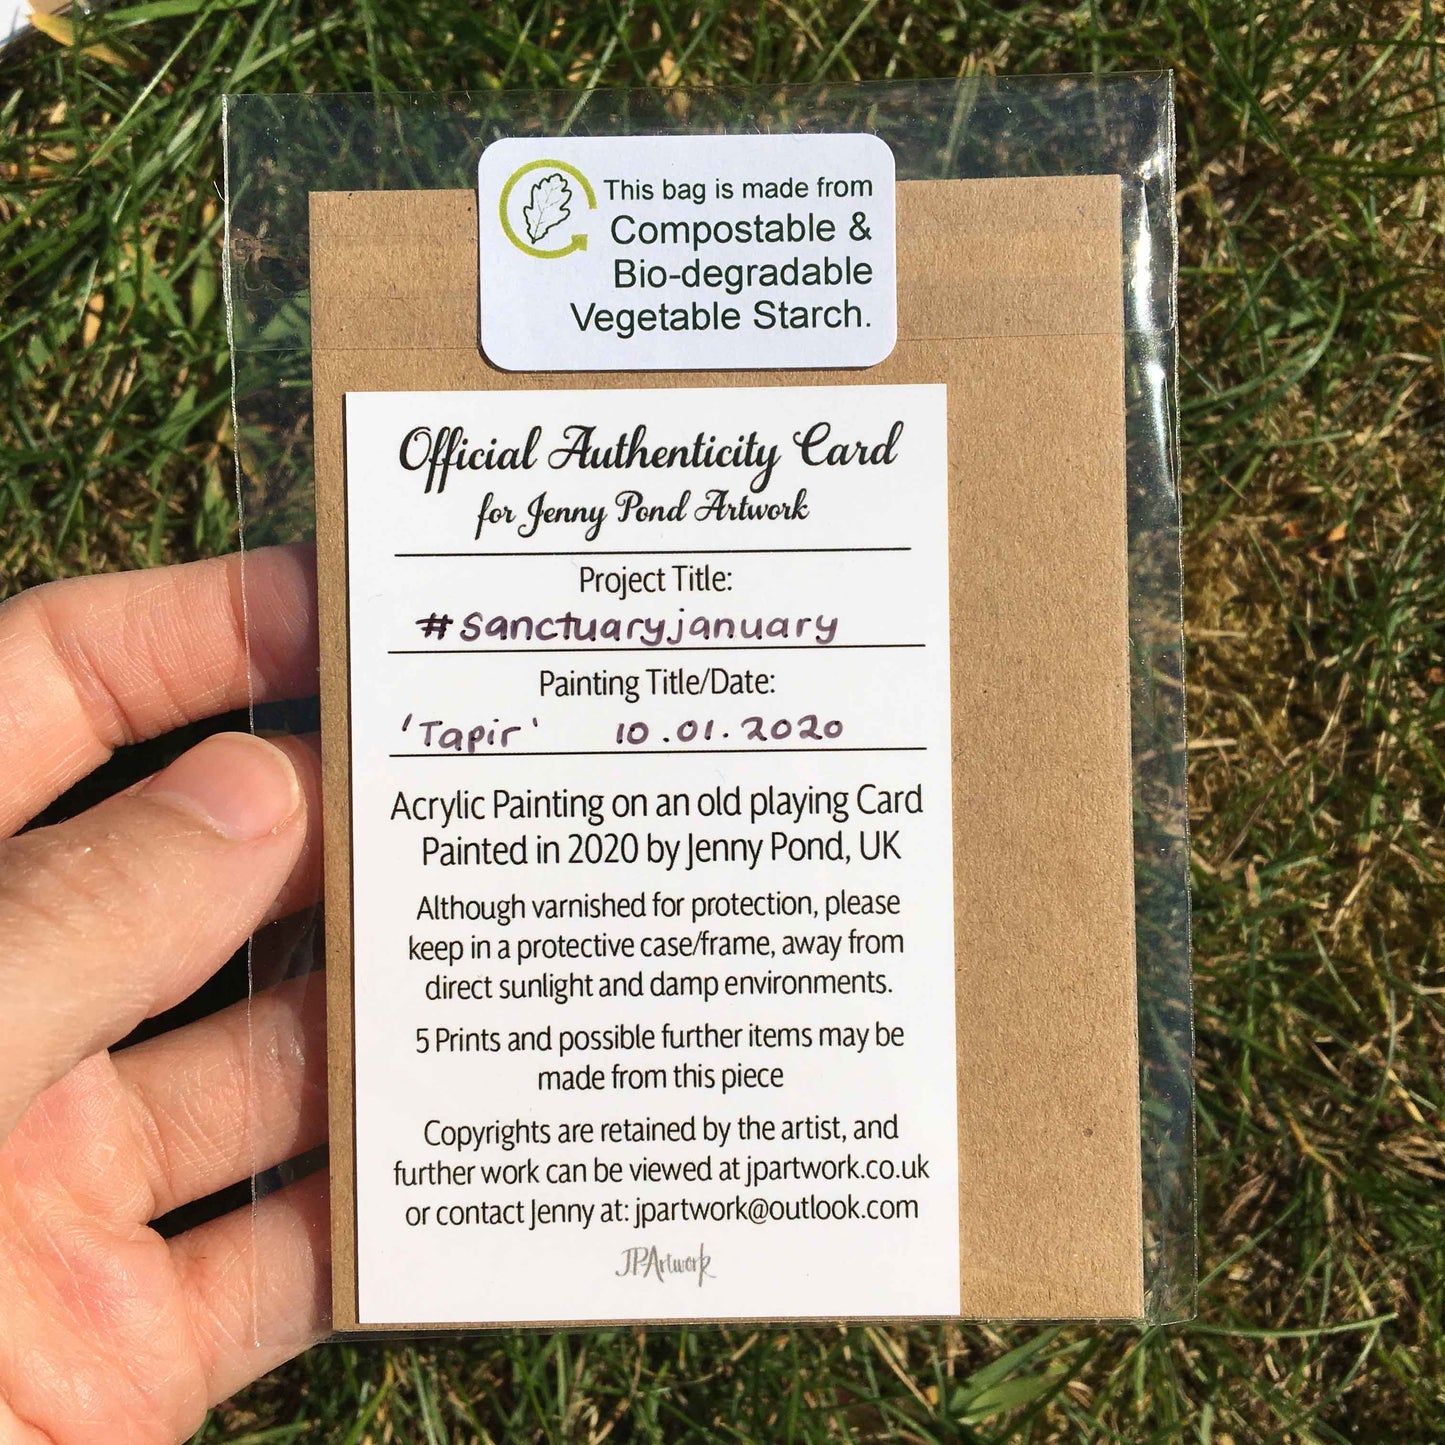 This bag is made from
Compostable &
Bio-degradable
Vegetable Starch.
Official Authenticity Card
for Jenny Pond Artwork
Project Title:
#sanctuaryjanuary
Painting Title/Date:
'Tapir' 10.01.2020
Acrylic Painting on an old playing Card
Painted in 2020 by Jenny Pond, UK
Although varnished for protection, please
keep in a protective case/frame, away from
direct sunlight and damp environments.
5 Prints and possible further items may be
made from this piece
Copyrights are retained by the artist, and
further work can be viewed at jpartwork.co.uk
or contact Jenny at: jpartwork@outlook.com
JPArtwork